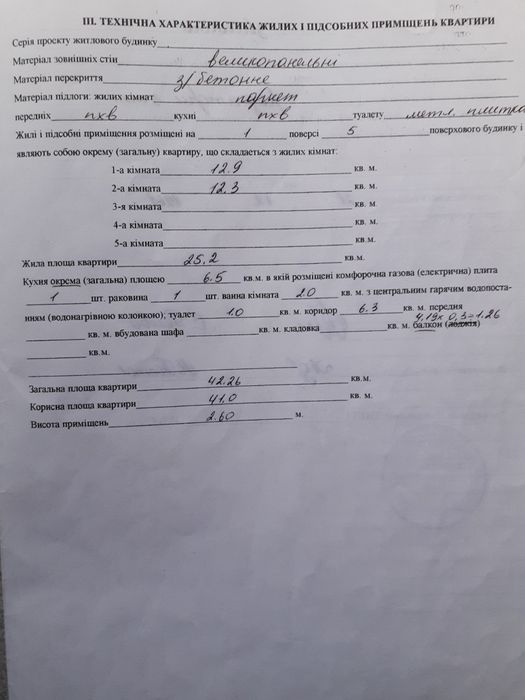 III. ТЕХНІЧНА ХАРАКТЕРИСТИКА ЖИЛИХ І ПІДСОБНИХ ПРИМІЩЕНЬ КВАРТИРИ
Серія проекту житлового будинку
Матеріал зовнішніх стін великопанельні
Матеріал перекриття з/бетонне
Матеріал підлоги: жилих кімнат паркет
передніх пхв кухні пхв туалету метл. плитка
Жилі і підсобні приміщення розміщені на 1 поверсі 5 поверхового будинку і
являють собою окрему (загальну) квартиру, що складається з жилих кімнат:
1-а кімната 12.9 кв. м.
2-а кімната 12.3 кв. м.
3-я кімната кв. м.
4-а кімната кв. м.
5-а кімната кв.м.
Жила площа квартири 25,2 кв.м.
Кухня окрема (загальна) площею 6.5 кв.м. в якій розміщені комфорочна газова (електрична) плита
1 шт. раковина 1 шт. ванна кімната 2.0 кв. м. з центральним гарячим водопоста-
нням (водонагрівною колонкою); туалет 1.0 кв. м. коридор 6.3 кв. м. передня
4.19х0,3=1.26
кв. м. вбудована шафа кв. м. кладовка кв. м. балкон (лоджія)
кв.м.
Загальна площа квартири 42.26 кв.м.
Корисна площа квартири 41.0 кв. м.
Висота приміщень 2.60 м.